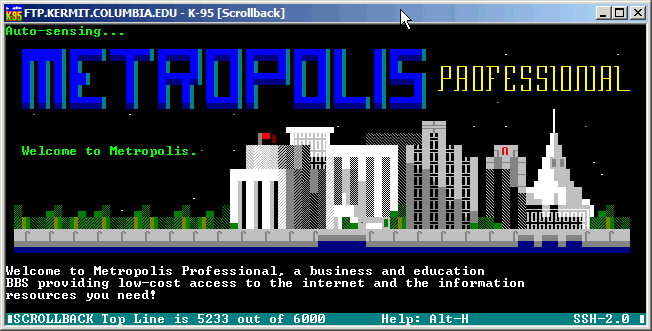 K95
FTP.KERMIT.COLUMBIA.EDU - K-95 [Scrollback]
Auto-sensing...
METROPOLIS PROFESSIONAL
Welcome to Metropolis.
Welcome to Metropolis Professional, a business and education
BBS providing low-cost access to the internet and the information
resources you need!
SCROLLBACK Top Line is 5233 out of 6000 Help: Alt-H SSH-2.0